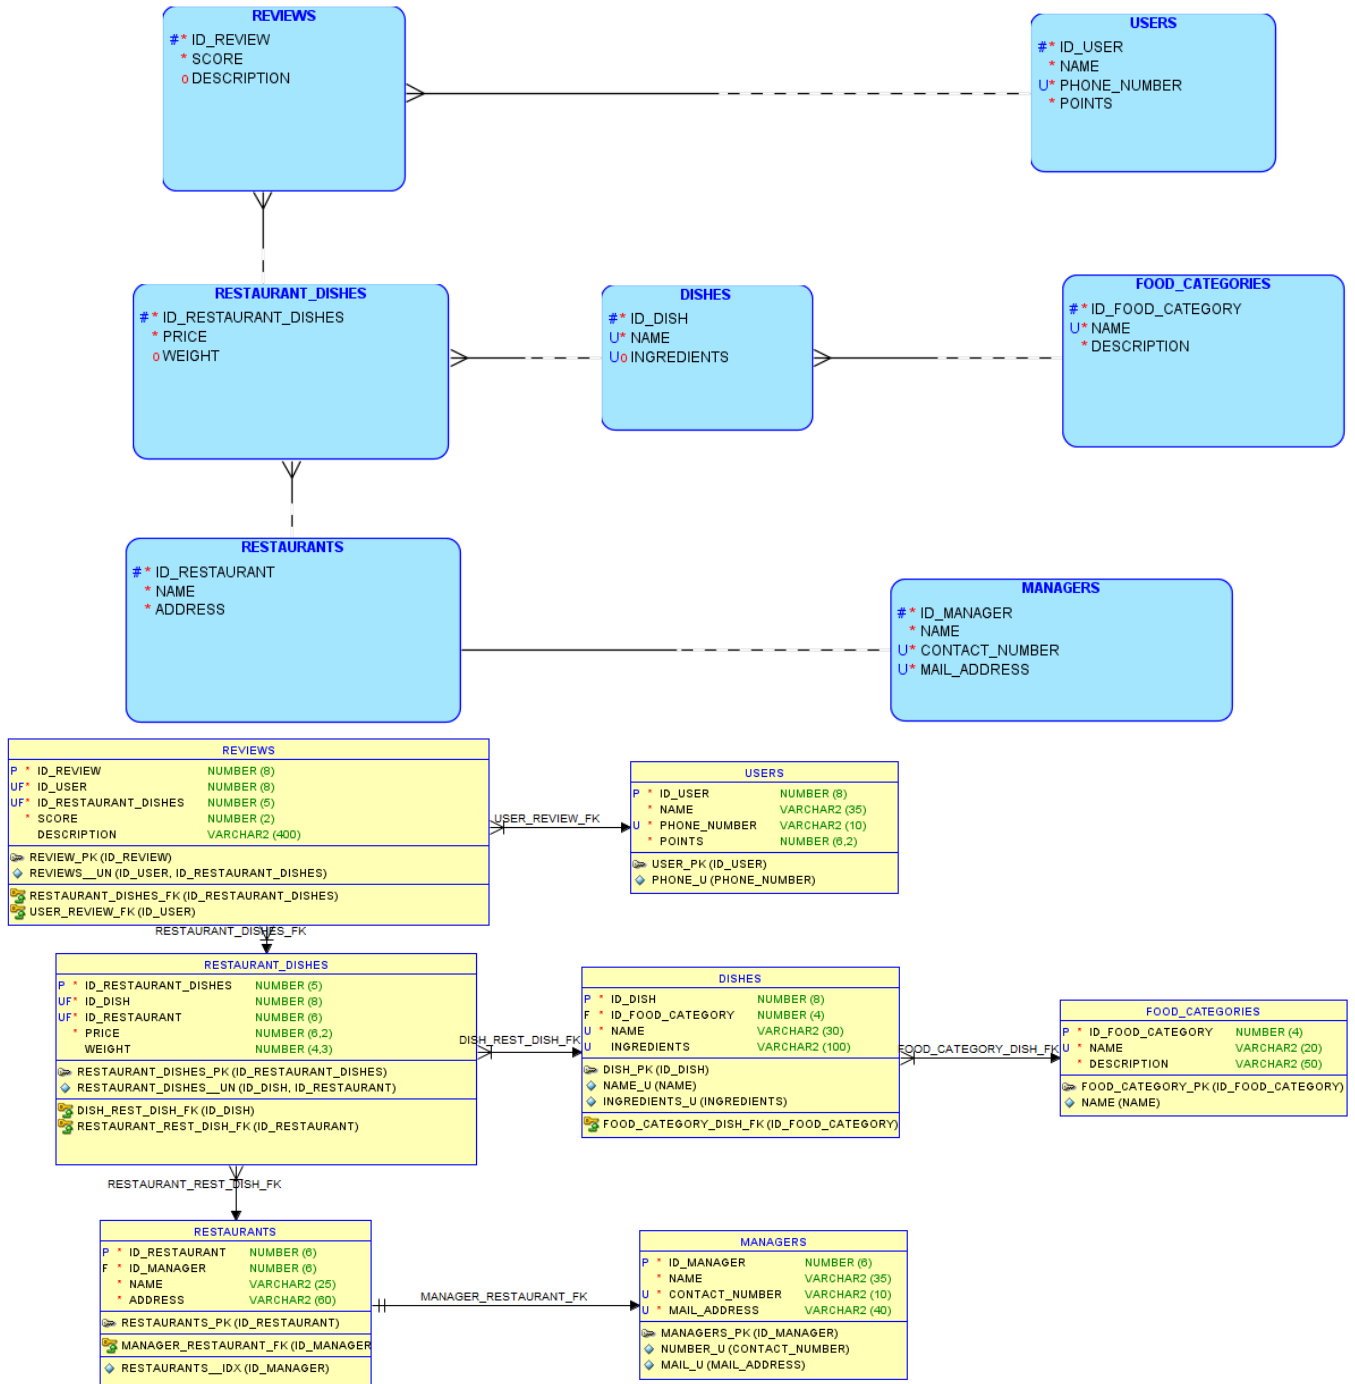 REVIEWS
#* ID_REVIEW
* SCORE
o DESCRIPTION
USERS
#* ID_USER
* NAME
U* PHONE_NUMBER
* POINTS
RESTAURANT_DISHES
#* ID_RESTAURANT_DISHES
* PRICE
o WEIGHT
DISHES
#* ID_DISH
U* NAME
Uo INGREDIENTS
FOOD_CATEGORIES
#* ID_FOOD_CATEGORY
U* NAME
* DESCRIPTION
RESTAURANTS
#* ID_RESTAURANT
* NAME
* ADDRESS
MANAGERS
#* ID_MANAGER
* NAME
U* CONTACT_NUMBER
U* MAIL_ADDRESS
REVIEWS
P * ID_REVIEW NUMBER (8)
UF* ID_USER NUMBER (8)
UF* ID_RESTAURANT_DISHES NUMBER (5)
* SCORE NUMBER (2)
DESCRIPTION VARCHAR2 (400)
REVIEW_PK (ID_REVIEW)
REVIEWS__UN (ID_USER, ID_RESTAURANT_DISHES)
RESTAURANT_DISHES_FK (ID_RESTAURANT_DISHES)
USER_REVIEW_FK (ID_USER)
USER_REVIEW_FK
USERS
P * ID_USER NUMBER (8)
* NAME VARCHAR2 (35)
U * PHONE_NUMBER VARCHAR2 (10)
* POINTS NUMBER (6,2)
USER_PK (ID_USER)
PHONE_U (PHONE_NUMBER)
RESTAURANT_DISHES_FK
RESTAURANT_DISHES
P * ID_RESTAURANT_DISHES NUMBER (5)
UF* ID_DISH NUMBER (8)
UF* ID_RESTAURANT NUMBER (6)
* PRICE NUMBER (6,2)
WEIGHT NUMBER (4,3)
RESTAURANT_DISHES_PK (ID_RESTAURANT_DISHES)
RESTAURANT_DISHES__UN (ID_DISH, ID_RESTAURANT)
DISH_REST_DISH_FK (ID_DISH)
RESTAURANT_REST_DISH_FK (ID_RESTAURANT)
DISH_REST_DISH_FK
DISHES
P * ID_DISH NUMBER (8)
F * ID_FOOD_CATEGORY NUMBER (4)
U * NAME VARCHAR2 (30)
U INGREDIENTS VARCHAR2 (100)
DISH_PK (ID_DISH)
NAME_U (NAME)
INGREDIENTS_U (INGREDIENTS)
FOOD_CATEGORY_DISH_FK (ID_FOOD_CATEGORY)
FOOD_CATEGORY_DISH_FK
FOOD_CATEGORIES
P * ID_FOOD_CATEGORY NUMBER (4)
U * NAME VARCHAR2 (20)
* DESCRIPTION VARCHAR2 (50)
FOOD_CATEGORY_PK (ID_FOOD_CATEGORY)
NAME (NAME)
RESTAURANT_REST_DISH_FK
RESTAURANTS
P * ID_RESTAURANT NUMBER (6)
F * ID_MANAGER NUMBER (6)
* NAME VARCHAR2 (25)
* ADDRESS VARCHAR2 (60)
RESTAURANTS_PK (ID_RESTAURANT)
MANAGER_RESTAURANT_FK (ID_MANAGER
RESTAURANTS__IDX (ID_MANAGER)
MANAGER_RESTAURANT_FK
MANAGERS
P * ID_MANAGER NUMBER (6)
* NAME VARCHAR2 (35)
U * CONTACT_NUMBER VARCHAR2 (10)
U * MAIL_ADDRESS VARCHAR2 (40)
MANAGERS_PK (ID_MANAGER)
NUMBER_U (CONTACT_NUMBER)
MAIL_U (MAIL_ADDRESS)